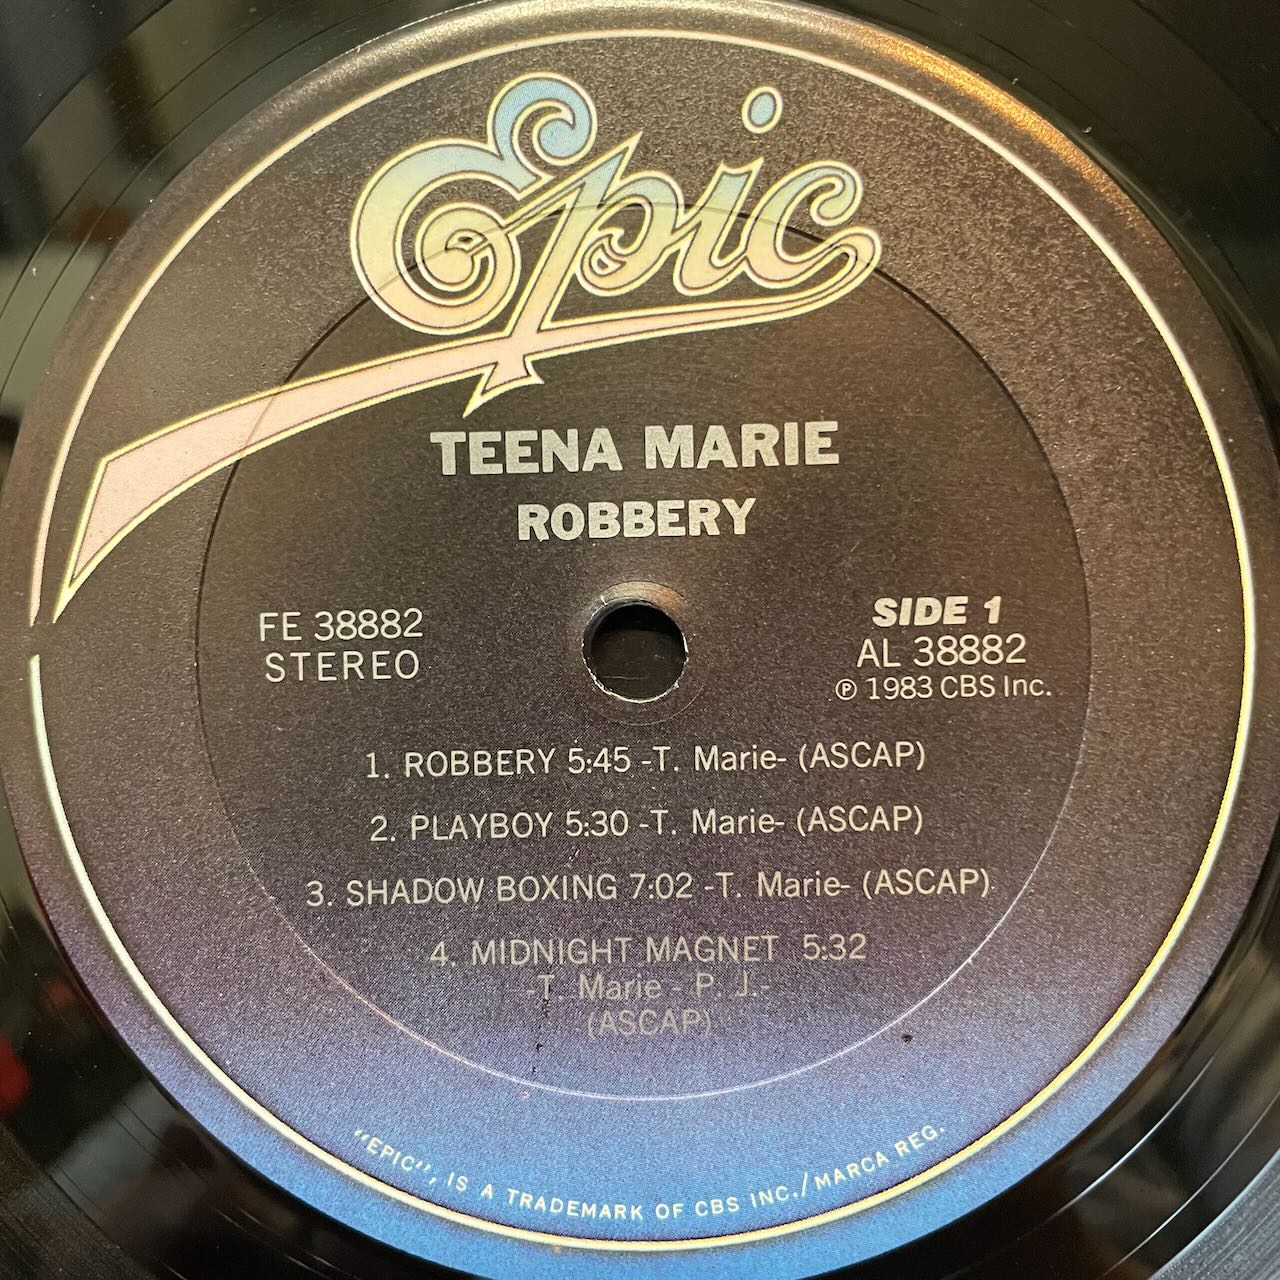 Epic
TEENA MARIE
ROBBERY
FE 38882
STEREO
SIDE 1
AL 38882
℗ 1983 CBS Inc.
1. ROBBERY 5:45 -T. Marie- (ASCAP)
2. PLAYBOY 5:30 -T. Marie- (ASCAP)
3. SHADOW BOXING 7:02 -T. Marie- (ASCAP)
4. MIDNIGHT MAGNET 5:32
-T. Marie - P. J.-
(ASCAP)
"EPIC", IS A TRADEMARK OF CBS INC./MARCA REG.